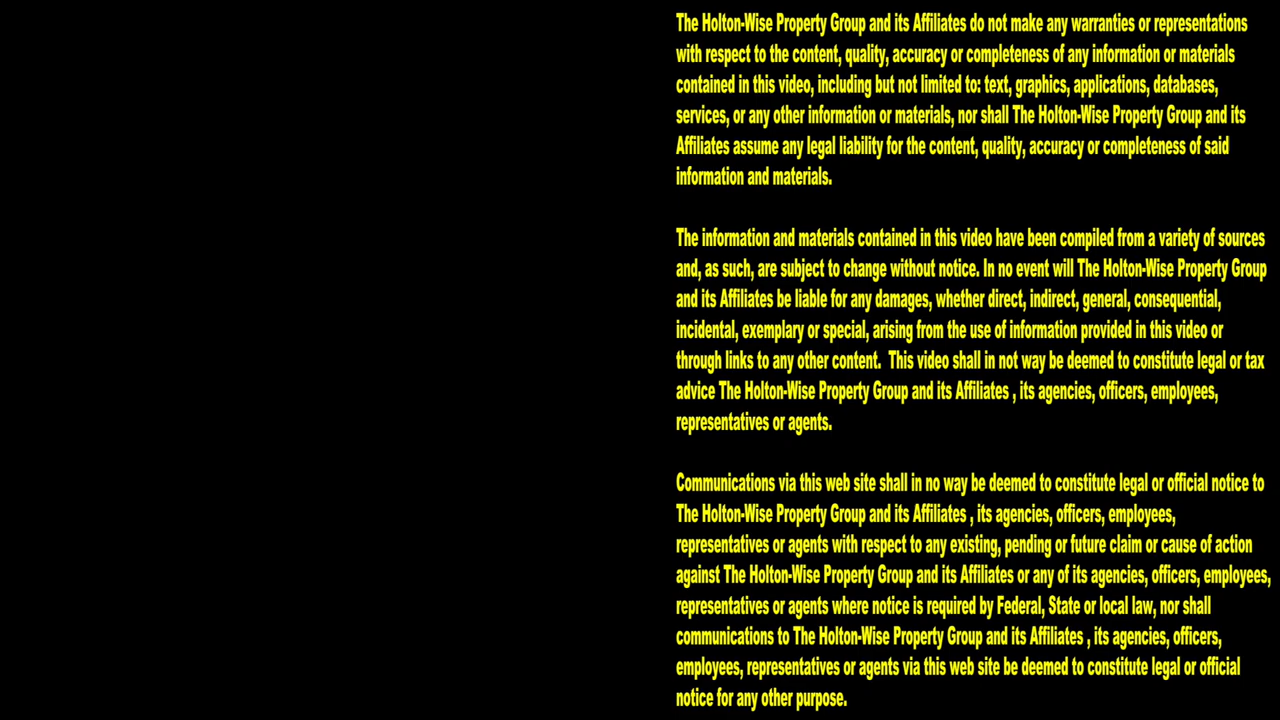 The Holton-Wise Property Group and its Affiliates do not make any warranties or representations
with respect to the content, quality, accuracy or completeness of any information or materials
contained in this video, including but not limited to: text, graphics, applications, databases,
services, or any other information or materials, nor shall The Holton-Wise Property Group and its
Affiliates assume any legal liability for the content, quality, accuracy or completeness of said
information and materials.
The information and materials contained in this video have been compiled from a variety of sources
and, as such, are subject to change without notice. In no event will The Holton-Wise Property Group
and its Affiliates be liable for any damages, whether direct, indirect, general, consequential,
incidental, exemplary or special, arising from the use of information provided in this video or
through links to any other content.  This video shall in not way be deemed to constitute legal or tax
advice The Holton-Wise Property Group and its Affiliates , its agencies, officers, employees,
representatives or agents.
Communications via this web site shall in no way be deemed to constitute legal or official notice to
The Holton-Wise Property Group and its Affiliates , its agencies, officers, employees,
representatives or agents with respect to any existing, pending or future claim or cause of action
against The Holton-Wise Property Group and its Affiliates or any of its agencies, officers, employees,
representatives or agents where notice is required by Federal, State or local law, nor shall
communications to The Holton-Wise Property Group and its Affiliates , its agencies, officers,
employees, representatives or agents via this web site be deemed to constitute legal or official
notice for any other purpose.